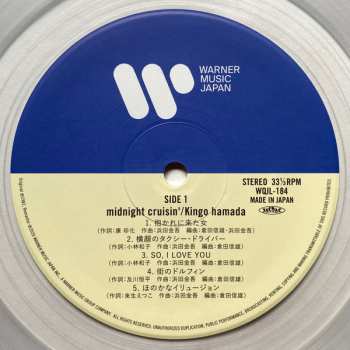 WARNER
MUSIC
JAPAN
SIDE 1
STEREO 33⅓RPM
WQJL-184
MADE IN JAPAN
midnight cruisin'/Kingo hamada
1. 抱かれに来た女
(作詞：康 珍化 作曲：浜田金吾 編曲：倉田信雄)
2. 横顔のタクシー・ドライバー
(作詞：小林和子 作曲：浜田金吾 編曲：倉田信雄)
3. SO, I LOVE YOU
(作詞：小林和子 作曲：浜田金吾 編曲：倉田信雄)
4. 街のドルフィン
(作詞：及川恒平 作曲：浜田金吾 編曲：倉田信雄)
5. ほのかなイリュージョン
(作詞：来生えつこ 作曲：浜田金吾 編曲：倉田信雄)